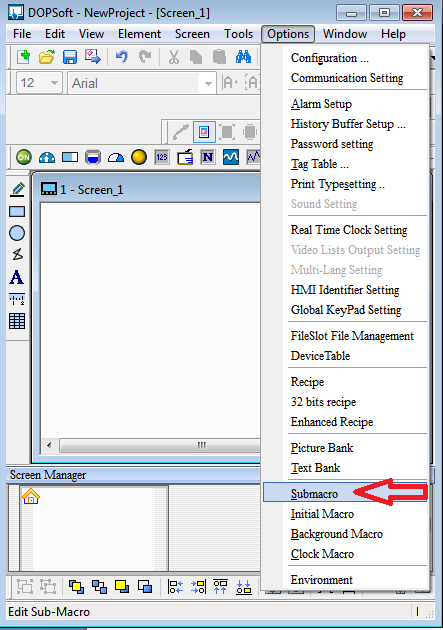 DOPSoft - NewProject - [Screen_1]
File Edit View Element Screen Tools Options Window Help
12 Arial A A
ON 123 N
1 - Screen_1
A
Configuration ...
Communication Setting
Alarm Setup
History Buffer Setup ...
Password setting
Tag Table ...
Print Typesetting ..
Sound Setting
Real Time Clock Setting
Video Lists Output Setting
Multi-Lang Setting
HMI Identifier Setting
Global KeyPad Setting
FileSlot File Management
DeviceTable
Recipe
32 bits recipe
Enhanced Recipe
Picture Bank
Text Bank
Submacro
Initial Macro
Background Macro
Clock Macro
Environment
Screen Manager
Edit Sub-Macro